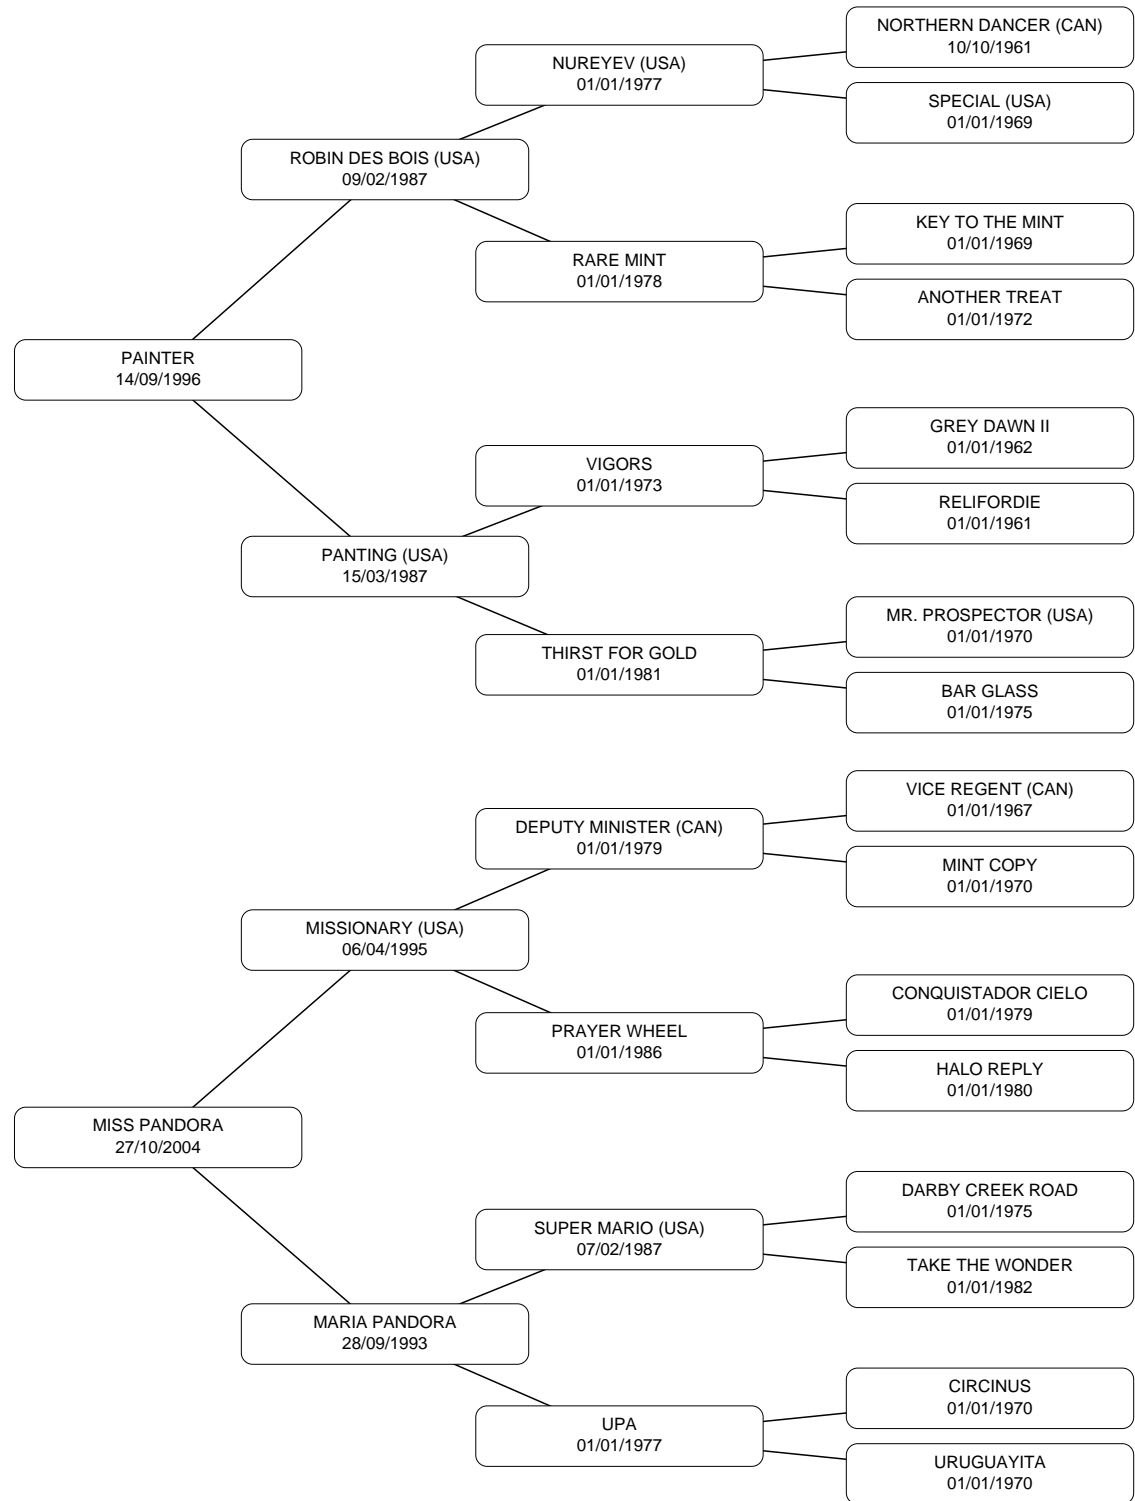 NORTHERN DANCER (CAN)
10/10/1961
NUREYEV (USA)
01/01/1977
SPECIAL (USA)
01/01/1969
ROBIN DES BOIS (USA)
09/02/1987
KEY TO THE MINT
01/01/1969
RARE MINT
01/01/1978
ANOTHER TREAT
01/01/1972
PAINTER
14/09/1996
GREY DAWN II
01/01/1962
VIGORS
01/01/1973
RELIFORDIE
01/01/1961
PANTING (USA)
15/03/1987
MR. PROSPECTOR (USA)
01/01/1970
THIRST FOR GOLD
01/01/1981
BAR GLASS
01/01/1975
VICE REGENT (CAN)
01/01/1967
DEPUTY MINISTER (CAN)
01/01/1979
MINT COPY
01/01/1970
MISSIONARY (USA)
06/04/1995
CONQUISTADOR CIELO
01/01/1979
PRAYER WHEEL
01/01/1986
HALO REPLY
01/01/1980
MISS PANDORA
27/10/2004
DARBY CREEK ROAD
01/01/1975
SUPER MARIO (USA)
07/02/1987
TAKE THE WONDER
01/01/1982
MARIA PANDORA
28/09/1993
CIRCINUS
01/01/1970
UPA
01/01/1977
URUGUAYITA
01/01/1970